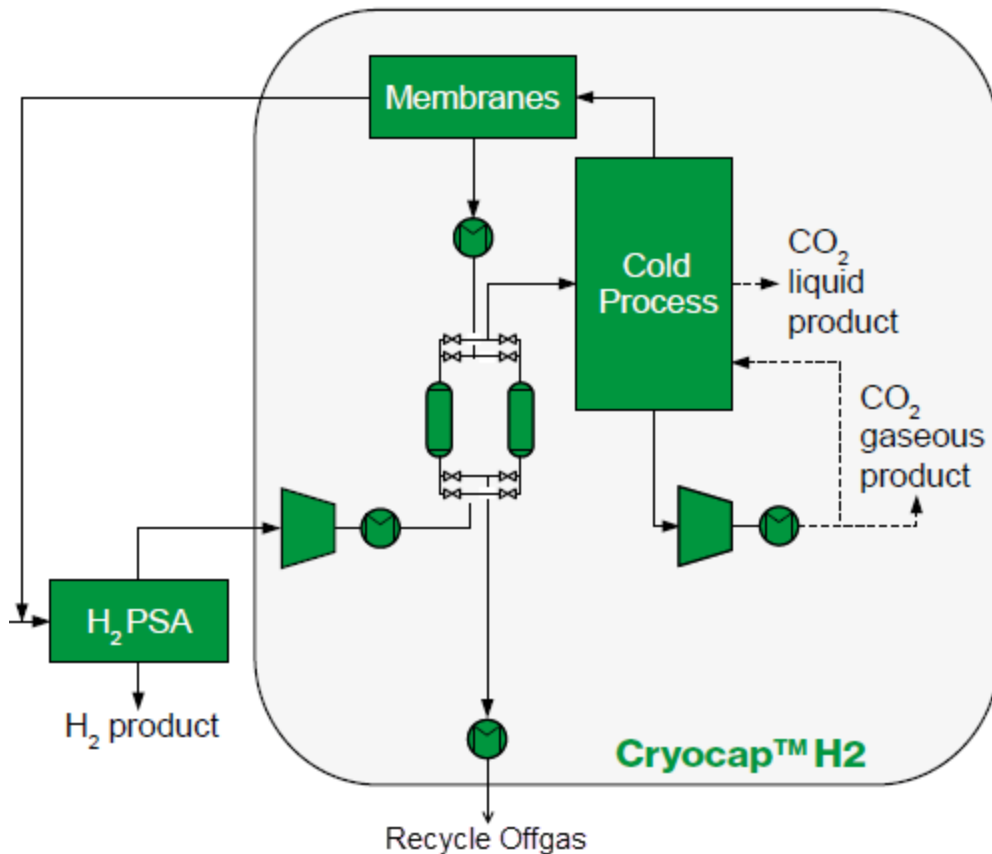 Membranes
Cold
Process
CO₂
liquid
product
CO₂
gaseous
product
H₂ PSA
H₂ product
Cryocap™ H2
Recycle Offgas